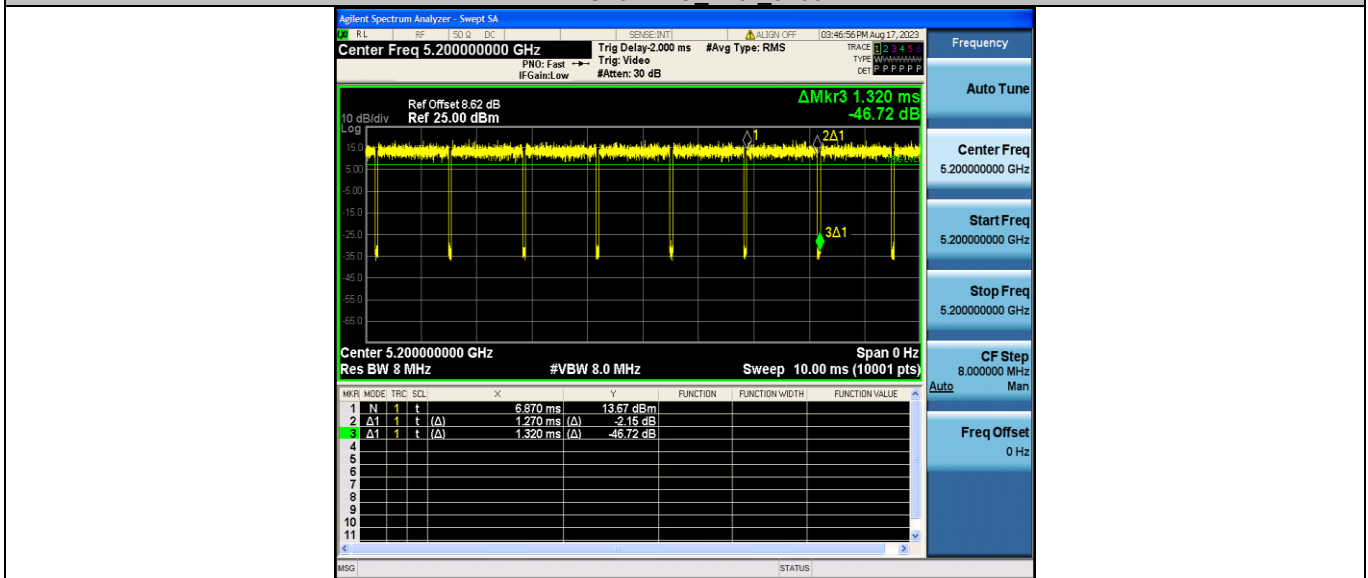 Agilent Spectrum Analyzer - Swept SA
RL RF 50 Ω DC SENSE:INT ALIGN OFF 03:46:56 PM Aug 17, 2023
Center Freq 5.200000000 GHz
PNO: Fast
IFGain:Low
Trig Delay-2.000 ms
Trig: Video
#Atten: 30 dB
#Avg Type: RMS
TRACE 1 2 3 4 5 6
TYPE
DET P P P P P P
Frequency
ΔMkr3 1.320 ms
-46.72 dB
Ref Offset 8.62 dB
10 dB/div Ref 25.00 dBm
Log
15.0
5.00
-5.00
-15.0
-25.0
-35.0
-45.0
-55.0
-65.0
1
2Δ1
3Δ1
Center 5.200000000 GHz Span 0 Hz
Res BW 8 MHz #VBW 8.0 MHz Sweep 10.00 ms (10001 pts)
MKR MODE TRC SCL X Y FUNCTION FUNCTION WIDTH FUNCTION VALUE
1 N 1 t 6.870 ms 13.67 dBm
2 Δ1 1 t (Δ) 1.270 ms (Δ) -2.15 dB
3 Δ1 1 t (Δ) 1.320 ms (Δ) -46.72 dB
4
5
6
7
8
9
10
11
Auto Tune
Center Freq
5.200000000 GHz
Start Freq
5.200000000 GHz
Stop Freq
5.200000000 GHz
CF Step
8.000000 MHz
Auto Man
Freq Offset
0 Hz
MSG STATUS